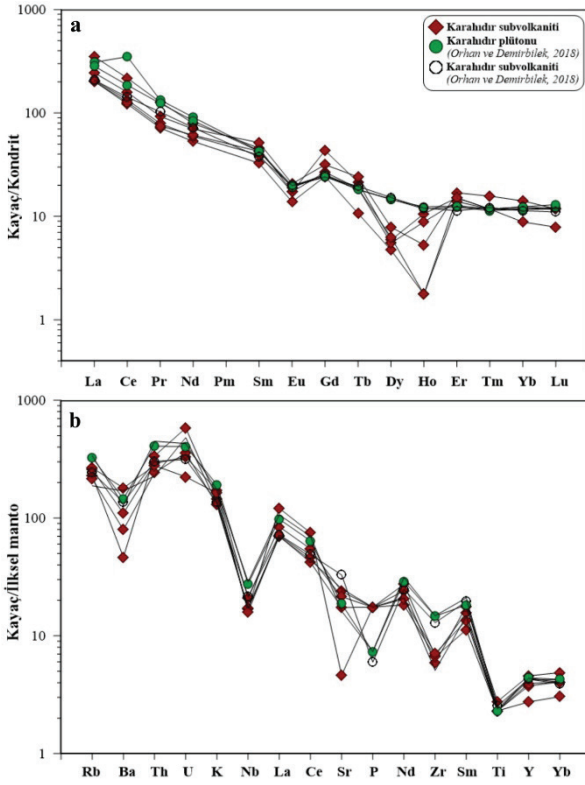 a
Karahıdır subvolkaniti
Karahıdır plütonu
(Orhan ve Demirbilek, 2018)
Karahıdır subvolkaniti
(Orhan ve Demirbilek, 2018)
1000
100
10
1
Kayaç/Kondrit
La Ce Pr Nd Pm Sm Eu Gd Tb Dy Ho Er Tm Yb Lu
b
1000
100
10
1
Kayaç/İlksel manto
Rb Ba Th U K Nb La Ce Sr P Nd Zr Sm Ti Y Yb